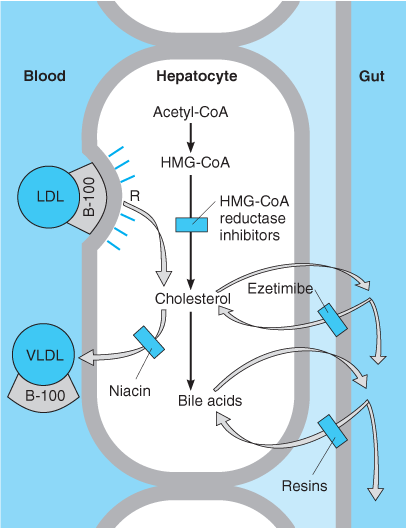 Blood
Hepatocyte
Gut
Acetyl-CoA
HMG-CoA
LDL
B-100
R
HMG-CoA
reductase
inhibitors
Ezetimibe
Cholesterol
VLDL
B-100
Niacin
Bile acids
Resins